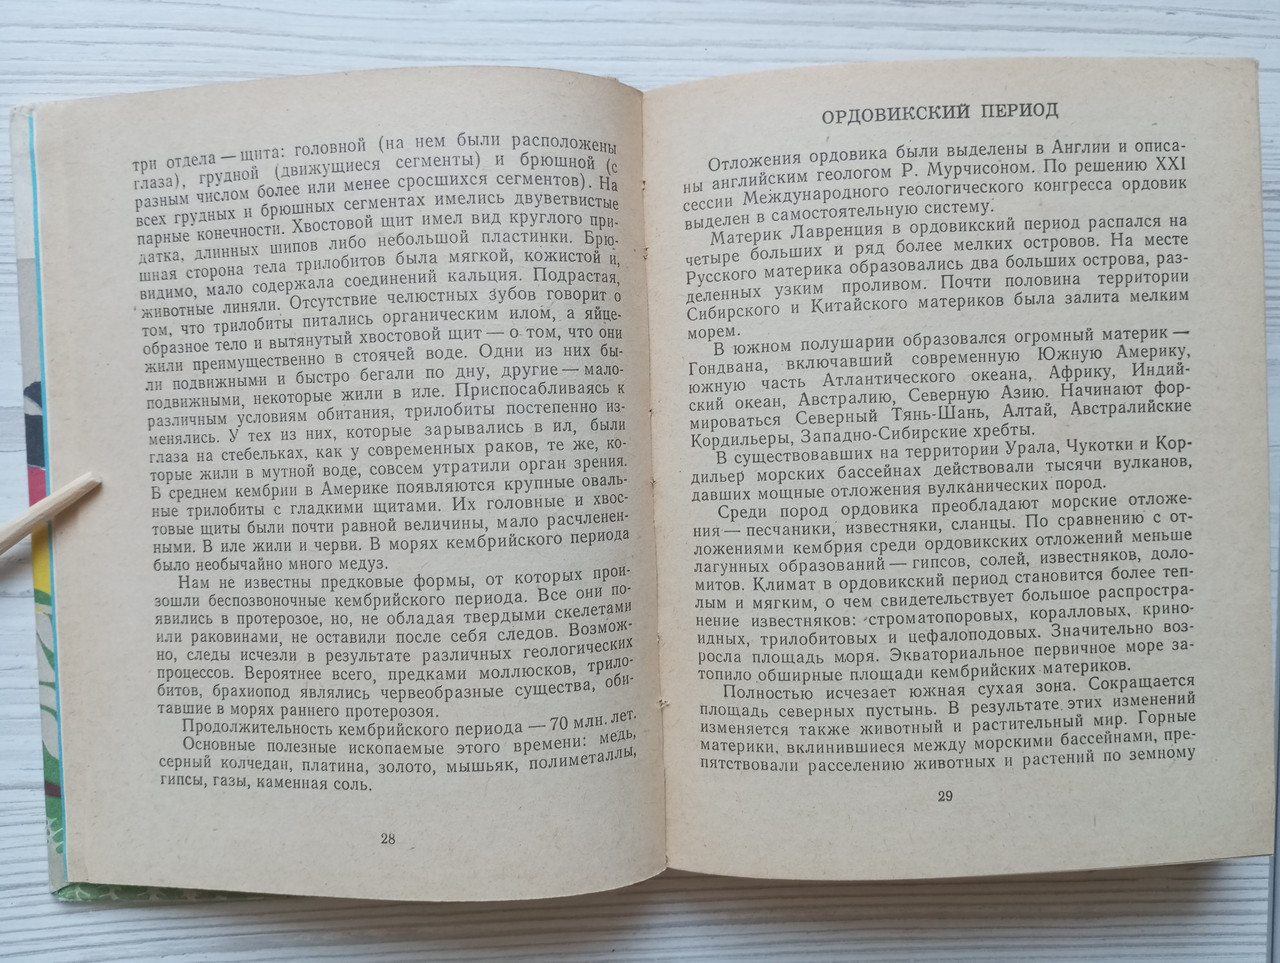 три отдела — щита: головной (на нем были расположены
глаза), грудной (движущиеся сегменты) и брюшной (с
разным числом более или менее сросшихся сегментов). На
всех грудных и брюшных сегментах имелись двуветвистые
парные конечности. Хвостовой щит имел вид круглого при-
датка, длинных шипов либо небольшой пластинки. Брю-
шная сторона тела трилобитов была мягкой, кожистой и,
видимо, мало содержала соединений кальция. Подрастая,
животные линяли. Отсутствие челюстных зубов говорит о
том, что трилобиты питались органическим илом, а яйце-
образное тело и вытянутый хвостовой щит — о том, что они
жили преимущественно в стоячей воде. Одни из них бы-
ли подвижными и быстро бегали по дну, другие — мало-
подвижными, некоторые жили в иле. Приспосабливаясь к
различным условиям обитания, трилобиты постепенно из-
менялись. У тех из них, которые зарывались в ил, были
глаза на стебельках, как у современных раков, те же, ко-
торые жили в мутной воде, совсем утратили орган зрения.
В среднем кембрии в Америке появляются крупные оваль-
ные трилобиты с гладкими щитами. Их головные и хвос-
товые щиты были почти равной величины, мало расчленен-
ными. В иле жили и черви. В морях кембрийского периода
было необычайно много медуз.
Нам не известны предковые формы, от которых прои-
зошли беспозвоночные кембрийского периода. Все они по-
явились в протерозое, но, не обладая твердыми скелетами
или раковинами, не оставили после себя следов. Возмож-
но, следы исчезли в результате различных геологических
процессов. Вероятнее всего, предками моллюсков, трило-
битов, брахиопод являлись червеобразные существа, оби-
тавшие в морях раннего протерозоя.
Продолжительность кембрийского периода — 70 млн. лет.
Основные полезные ископаемые этого времени: медь,
серный колчедан, платина, золото, мышьяк, полиметаллы,
гипсы, газы, каменная соль.
28
ОРДОВИКСКИЙ ПЕРИОД
Отложения ордовика были выделены в Англии и описа-
ны английским геологом Р. Мурчисоном. По решению XXI
сессии Международного геологического конгресса ордовик
выделен в самостоятельную систему.
Материк Лавренция в ордовикский период распался на
четыре больших и ряд более мелких островов. На месте
Русского материка образовались два больших острова, раз-
деленных узким проливом. Почти половина территории
Сибирского и Китайского материков была залита мелким
морем.
В южном полушарии образовался огромный материк —
Гондвана, включавший современную Южную Америку,
южную часть Атлантического океана, Африку, Индий-
ский океан, Австралию, Северную Азию. Начинают фор-
мироваться Северный Тянь-Шань, Алтай, Австралийские
Кордильеры, Западно-Сибирские хребты.
В существовавших на территории Урала, Чукотки и Кор-
дильер морских бассейнах действовали тысячи вулканов,
давших мощные отложения вулканических пород.
Среди пород ордовика преобладают морские отложе-
ния — песчаники, известняки, сланцы. По сравнению с от-
ложениями кембрия среди ордовикских отложений меньше
лагунных образований — гипсов, солей, известняков, доло-
митов. Климат в ордовикский период становится более теп-
лым и мягким, о чем свидетельствует большое распростра-
нение известняков: строматопоровых, коралловых, крино-
идных, трилобитовых и цефалоподовых. Значительно воз-
росла площадь моря. Экваториальное первичное море за-
топило обширные площади кембрийских материков.
Полностью исчезает южная сухая зона. Сокращается
площадь северных пустынь. В результате этих изменений
изменяется также животный и растительный мир. Горные
материки, вклинившиеся между морскими бассейнами, пре-
пятствовали расселению животных и растений по земному
29